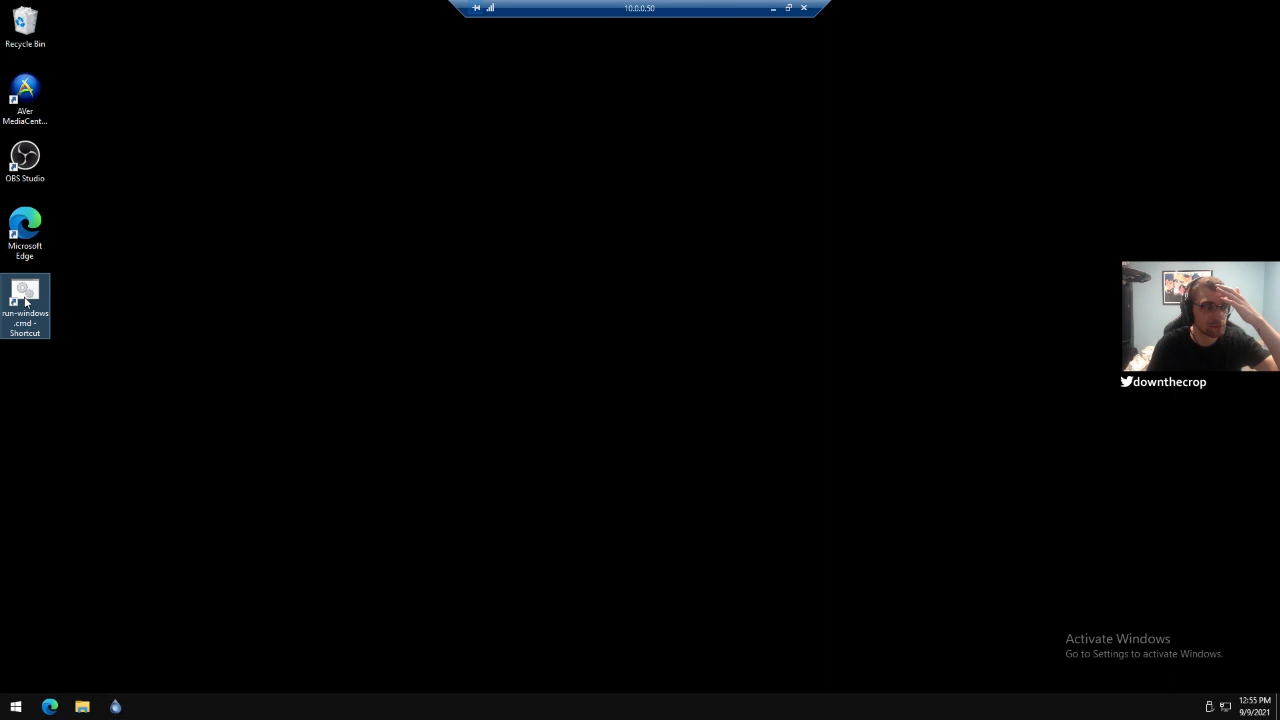 10.0.0.50
Recycle Bin
AVer
MediaCent...
OBS Studio
Microsoft
Edge
run-windows
.cmd -
Shortcut
downthecrop
Activate Windows
Go to Settings to activate Windows.
12:55 PM
9/9/2021